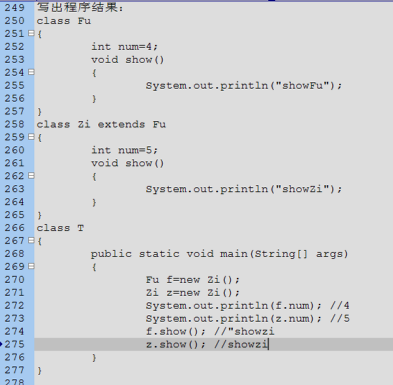 249 写出程序结果:
250 class Fu
251 {
252 int num=4;
253 void show()
254 {
255 System.out.println("showFu");
256 }
257 }
258 class Zi extends Fu
259 {
260 int num=5;
261 void show()
262 {
263 System.out.println("showZi");
264 }
265 }
266 class T
267 {
268 public static void main(String[] args)
269 {
270 Fu f=new Zi();
271 Zi z=new Zi();
272 System.out.println(f.num); //4
273 System.out.println(z.num); //5
274 f.show(); //"showzi
275 z.show(); //showzi
276 }
277 }
278